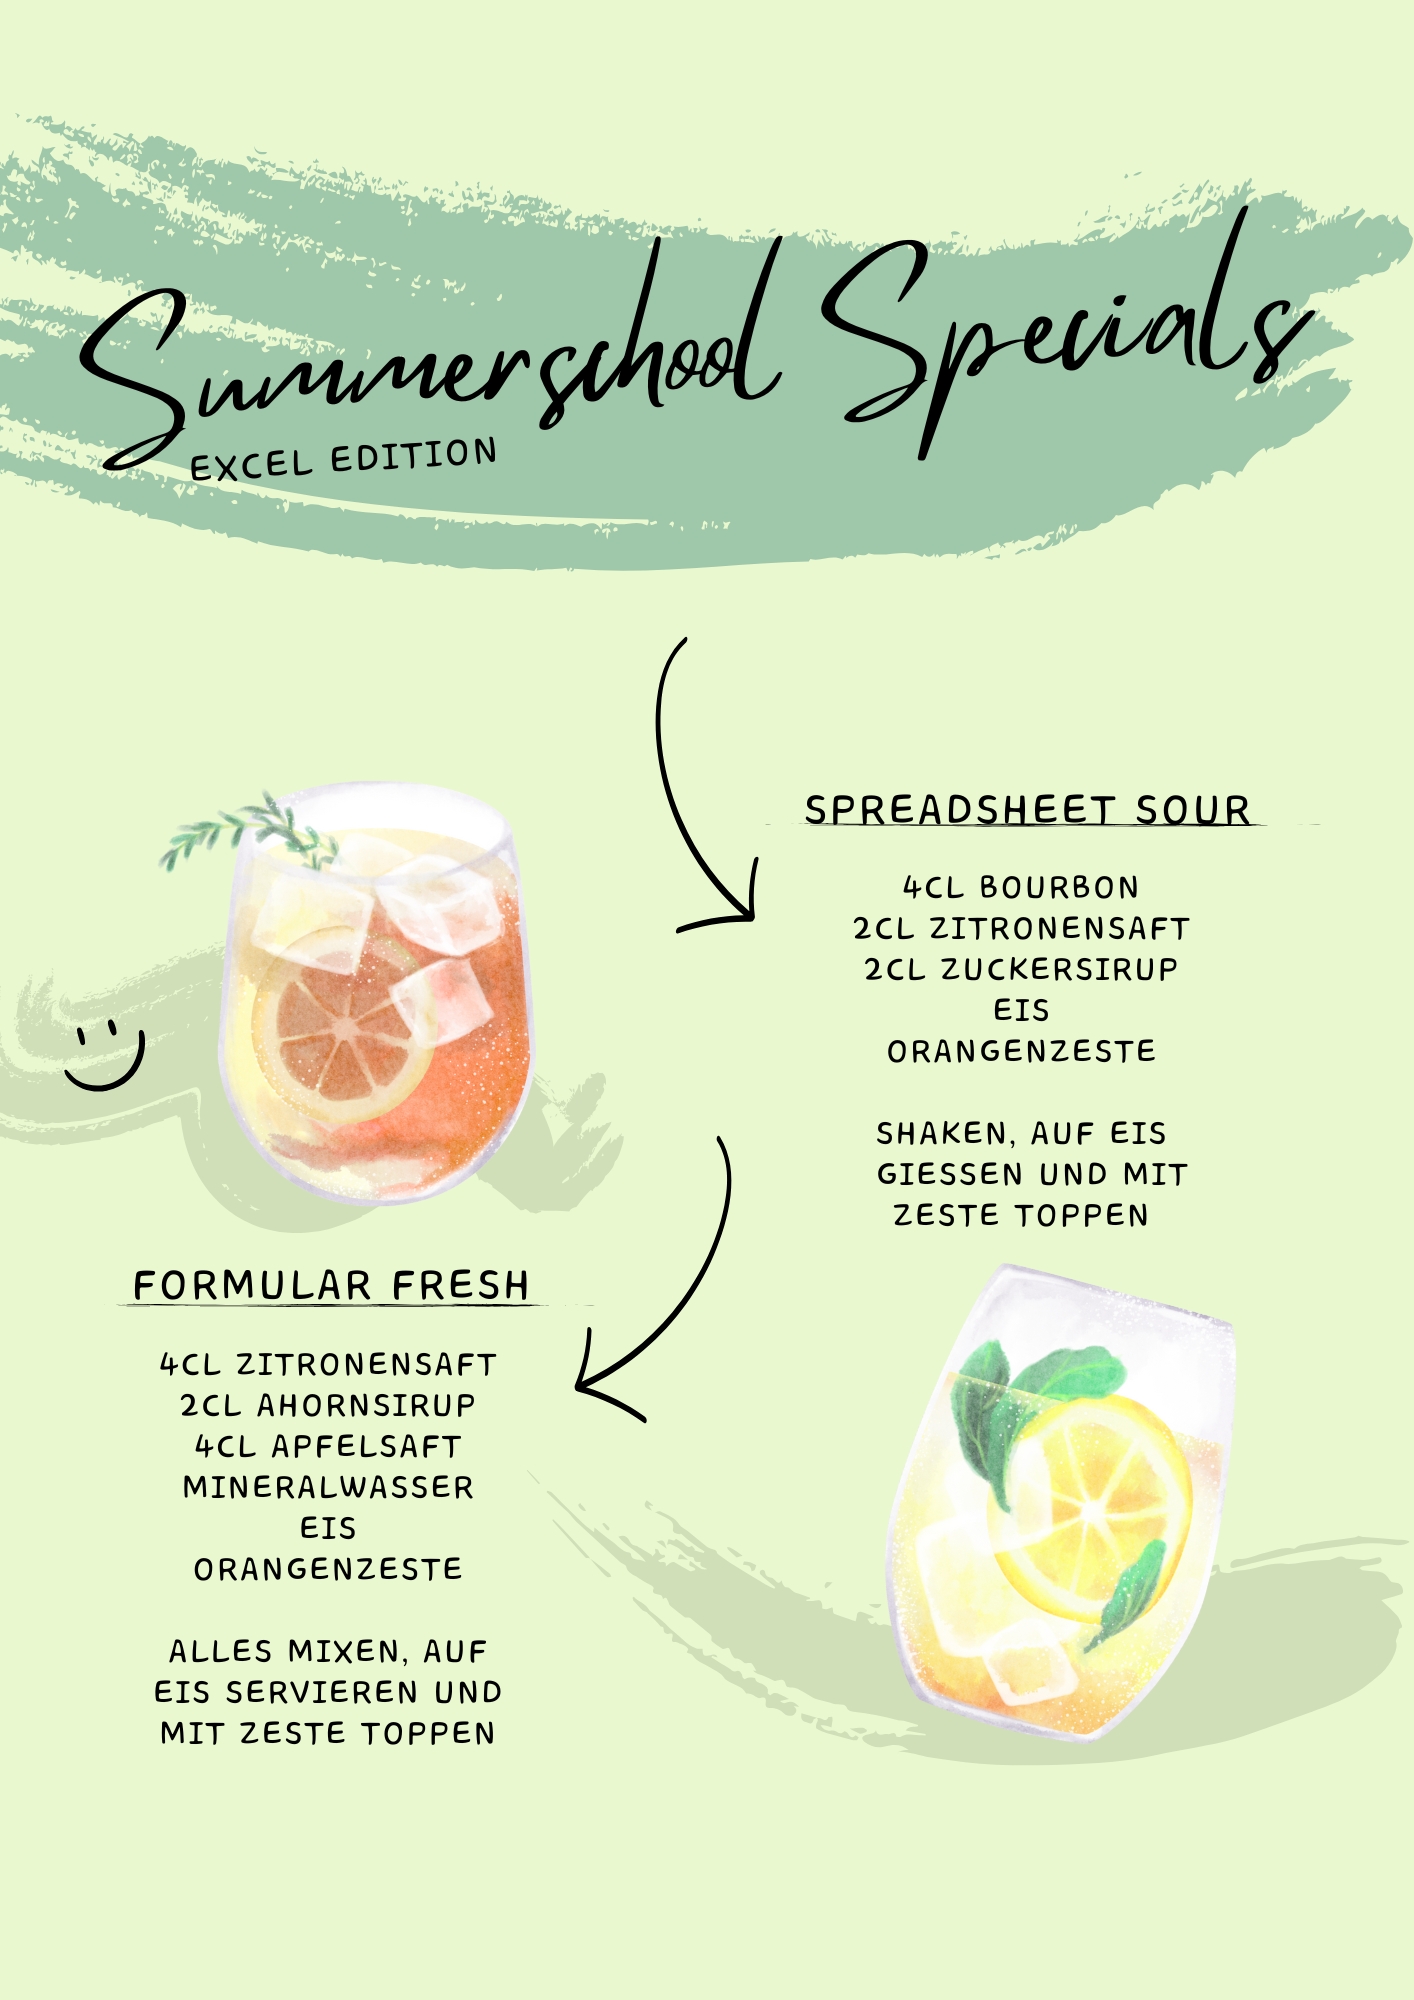 Summerschool Specials
EXCEL EDITION
SPREADSHEET SOUR
4CL BOURBON
2CL ZITRONENSAFT
2CL ZUCKERSIRUP
EIS
ORANGENZESTE
SHAKEN, AUF EIS
GIESSEN UND MIT
ZESTE TOPPEN
FORMULAR FRESH
4CL ZITRONENSAFT
2CL AHORNSIRUP
4CL APFELSAFT
MINERALWASSER
EIS
ORANGENZESTE
ALLES MIXEN, AUF
EIS SERVIEREN UND
MIT ZESTE TOPPEN